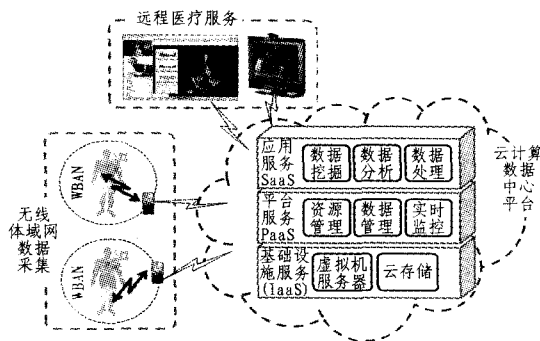 远程医疗服务
应用
服务
SaaS
数据
挖掘
数据
分析
数据
处理
云计算
数据
中心
平台
平台
服务
PaaS
资源
管理
数据
管理
实时
监控
基础设
施服务
(IaaS)
虚拟机
服务器
云存储
无线
体域网
数据
采集
WBAN
WBAN